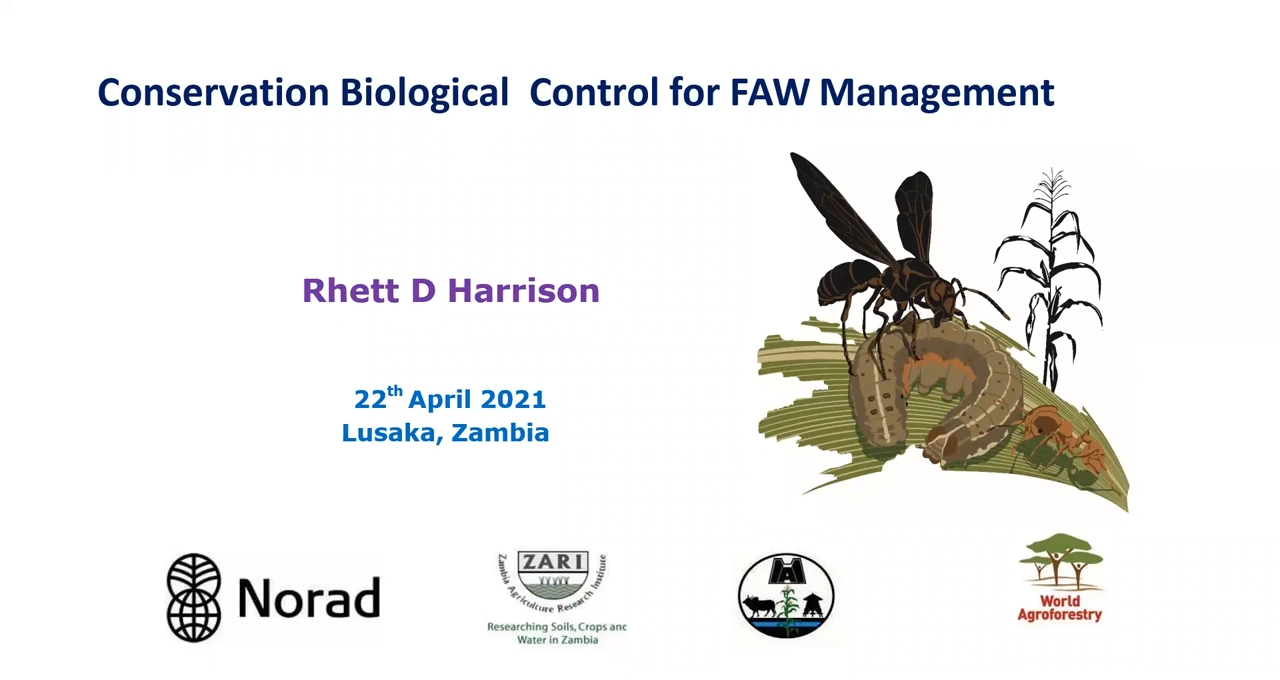 Conservation Biological Control for FAW Management
Rhett D Harrison
22th April 2021
Lusaka, Zambia
Norad
ZARI
Zambia Agriculture Research Institute
Researching Soils, Crops and
Water in Zambia
World
Agroforestry